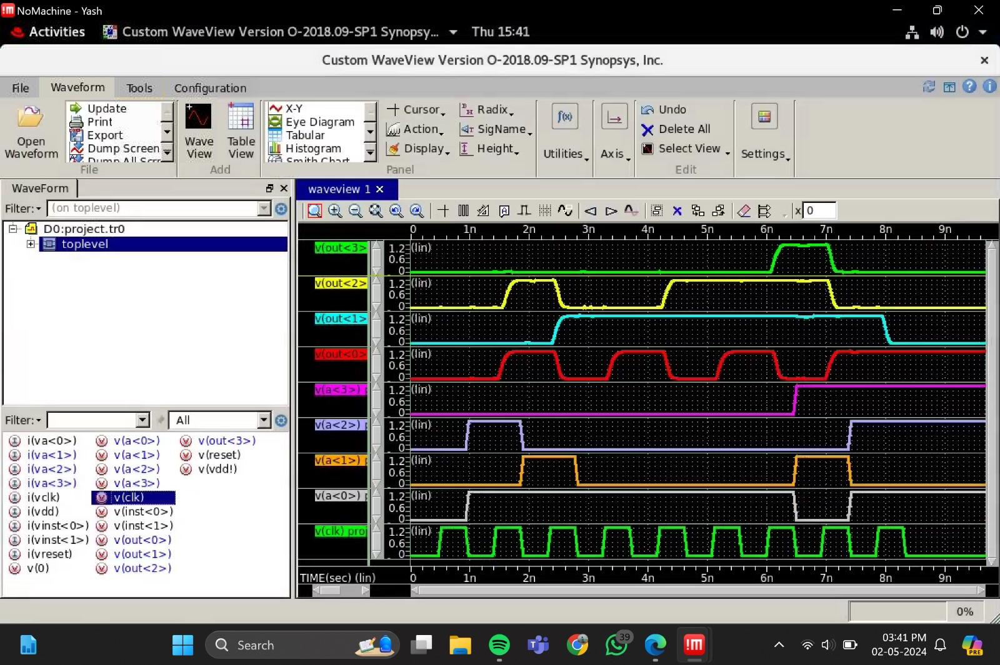 NoMachine - Yash
Activities Custom WaveView Version O-2018.09-SP1 Synopsy... Thu 15:41
Custom WaveView Version O-2018.09-SP1 Synopsys, Inc.
File Waveform Tools Configuration
Open Waveform
Update
Print
Export
Dump Screen
Dump All Scr
File
Wave View
Table View
Add
X-Y
Eye Diagram
Tabular
Histogram
Smith Chart
Cursor
Action
Display
Radix
SigName
Height
Panel
f(x)
Utilities
Axis
Undo
Delete All
Select View
Edit
Settings
WaveForm
Filter: (on toplevel)
D0:project.tr0
toplevel
Filter: All
i(va<0>) v(a<0>) v(out<3>)
i(va<1>) v(a<1>) v(reset)
i(va<2>) v(a<2>) v(vdd!)
i(va<3>) v(a<3>)
i(vclk) v(clk)
i(vdd) v(inst<0>)
i(vinst<0>) v(inst<1>)
i(vinst<1>) v(out<0>)
i(vreset) v(out<1>)
v(0) v(out<2>)
waveview 1
x 0
0 1n 2n 3n 4n 5n 6n 7n 8n 9n
v(out<3> 1.2 (lin)
0.6
0
v(out<2> 1.2 (lin)
0.6
0
v(out<1> 1.2 (lin)
0.6
0
v(out<0> 1.2 (lin)
0.6
0
v(a<3>) p 1.2 (lin)
0.6
0
v(a<2>) p 1.2 (lin)
0.6
0
v(a<1>) p 1.2 (lin)
0.6
0
v(a<0>) p 1.2 (lin)
0.6
0
v(clk) proj 1.2 (lin)
0.6
0
TIME(sec) (lin) 0 1n 2n 3n 4n 5n 6n 7n 8n 9n
0%
Search
39
03:41 PM
02-05-2024
PRE